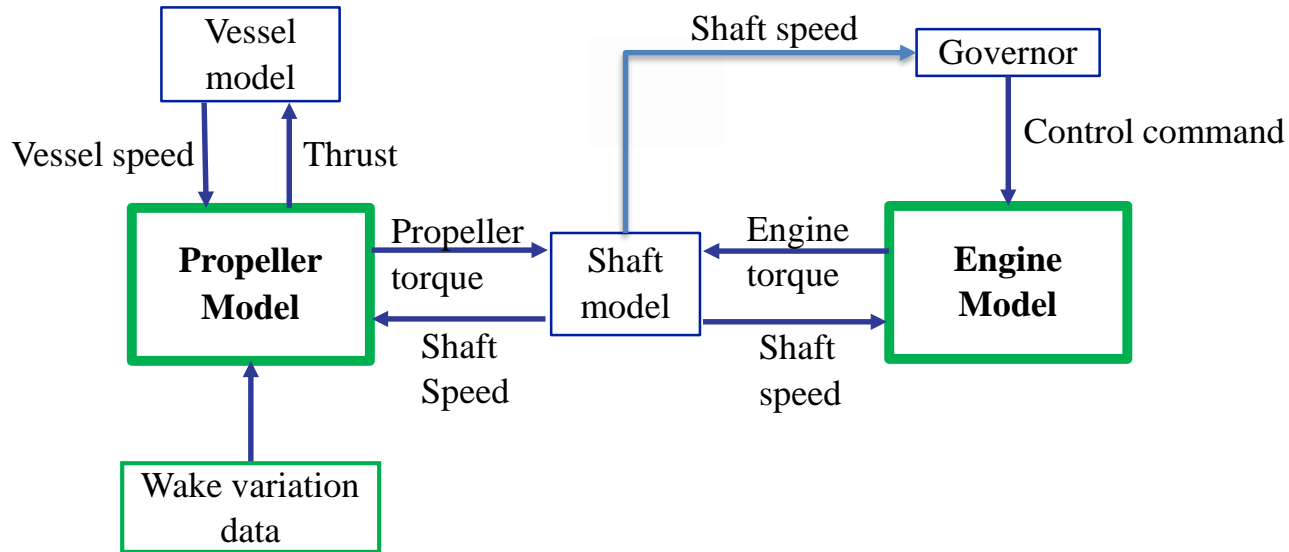 Vessel
model
Shaft speed
Governor
Vessel speed
Thrust
Control command
Propeller
Model
Propeller
torque
Shaft
model
Engine
torque
Engine
Model
Shaft
Speed
Shaft
speed
Wake variation
data